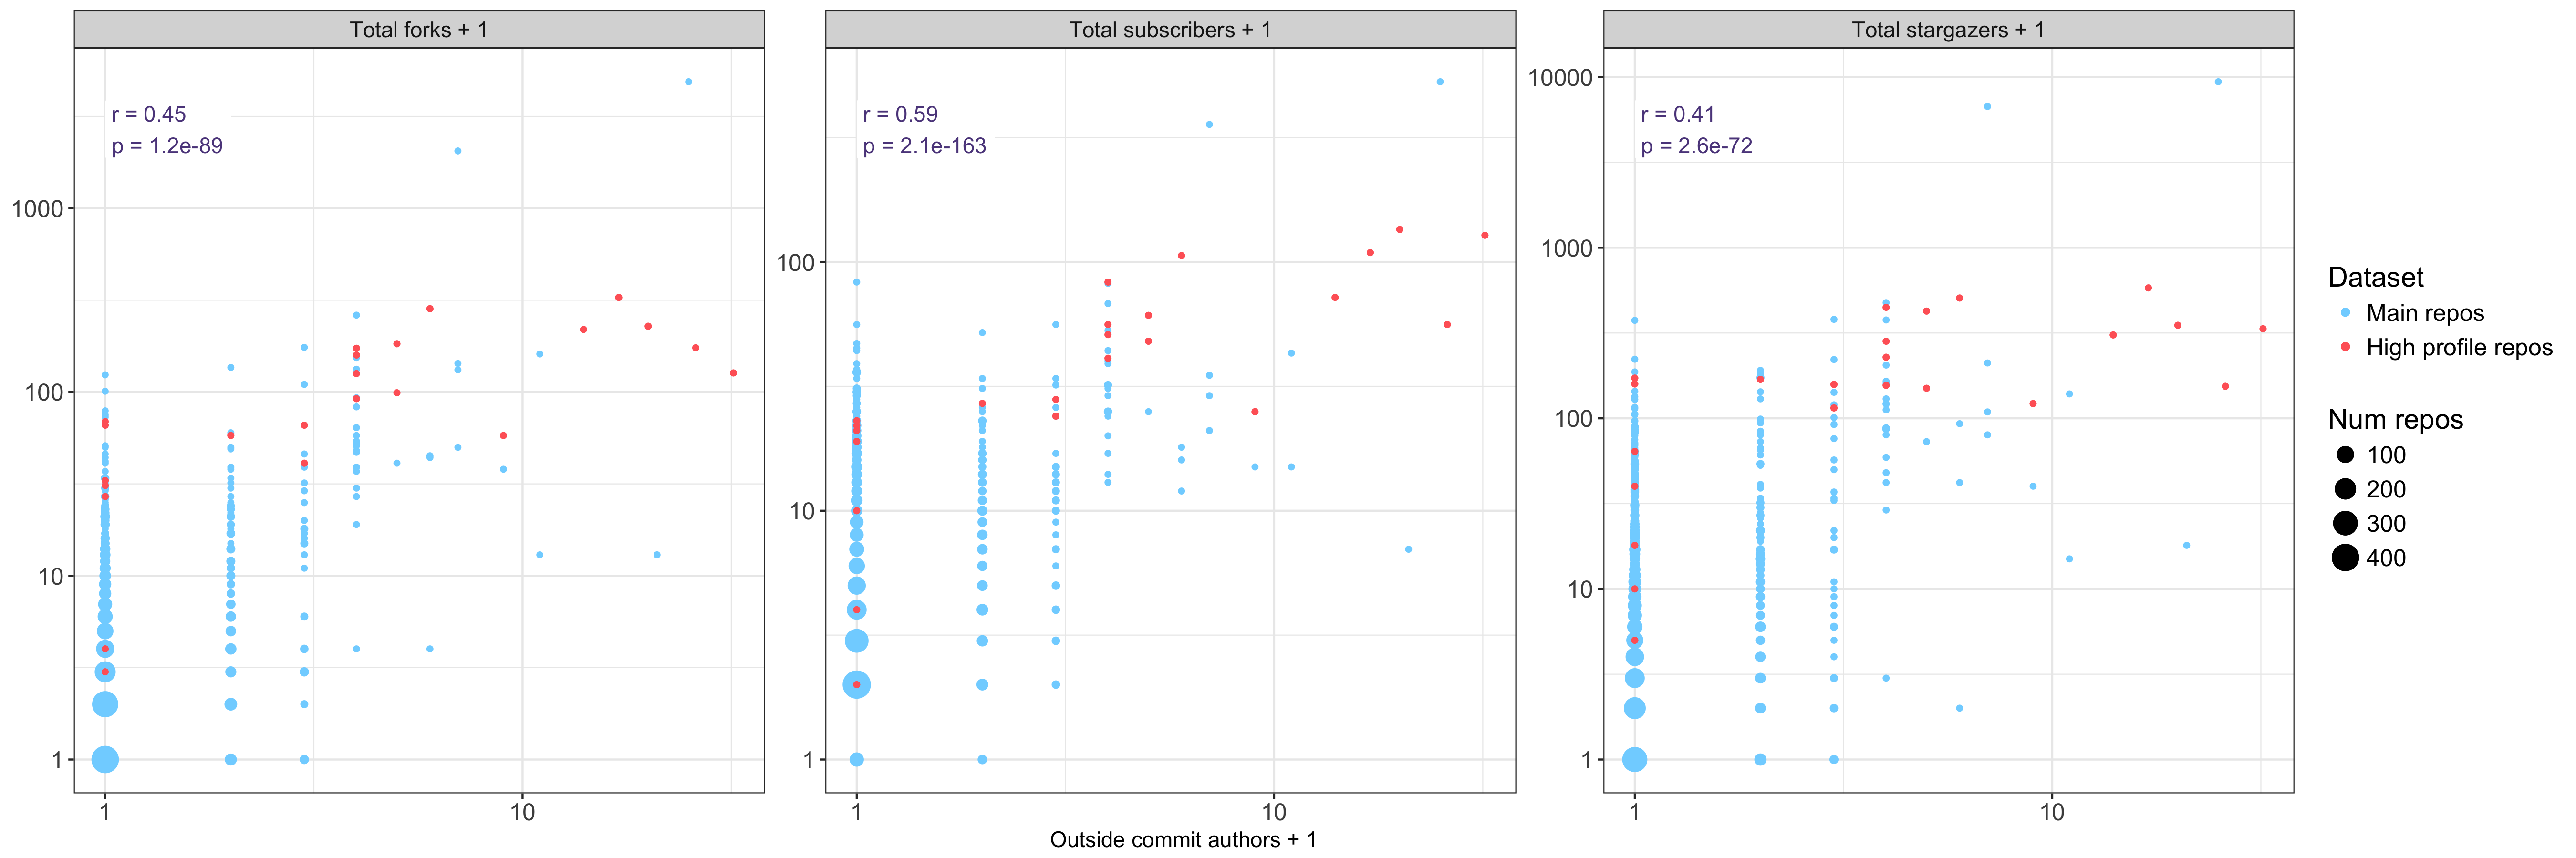 Total forks + 1
r = 0.45
p = 1.2e-89
1000
100
10
1
1
10
Total subscribers + 1
r = 0.59
p = 2.1e-163
100
10
1
1
10
Total stargazers + 1
r = 0.41
p = 2.6e-72
10000
1000
100
10
1
1
10
Outside commit authors + 1
Dataset
Main repos
High profile repos
Num repos
100
200
300
400